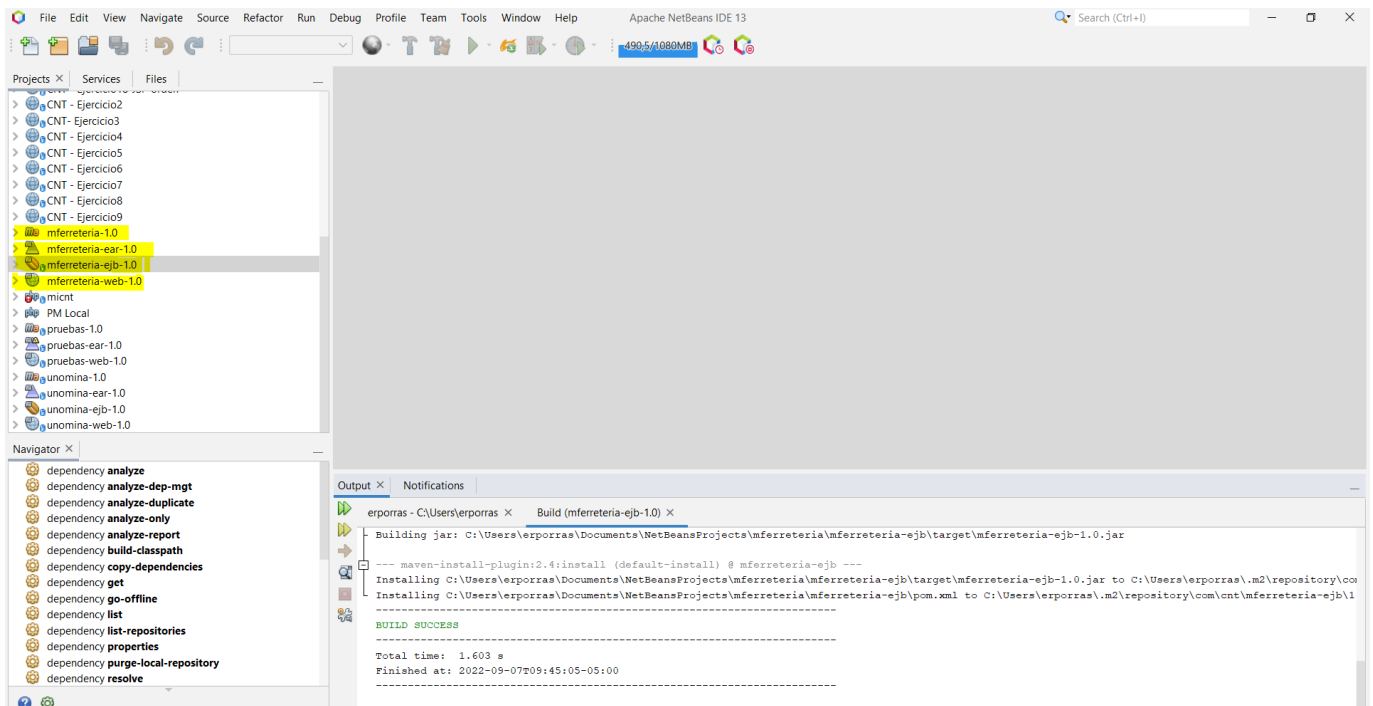 File Edit View Navigate Source Refactor Run Debug Profile Team Tools Window Help Apache NetBeans IDE 13 Search (Ctrl+I)
490,5/1080MB
Projects Services Files
CNT - Ejercicio2
CNT- Ejercicio3
CNT - Ejercicio4
CNT - Ejercicio5
CNT - Ejercicio6
CNT - Ejercicio7
CNT - Ejercicio8
CNT - Ejercicio9
mferreteria-1.0
mferreteria-ear-1.0
mferreteria-ejb-1.0
mferreteria-web-1.0
micnt
PM Local
pruebas-1.0
pruebas-ear-1.0
pruebas-web-1.0
unomina-1.0
unomina-ear-1.0
unomina-ejb-1.0
unomina-web-1.0
Navigator
dependency analyze
dependency analyze-dep-mgt
dependency analyze-duplicate
dependency analyze-only
dependency analyze-report
dependency build-classpath
dependency copy-dependencies
dependency get
dependency go-offline
dependency list
dependency list-repositories
dependency properties
dependency purge-local-repository
dependency resolve
Output Notifications
erporras - C:\Users\erporras Build (mferreteria-ejb-1.0)
Building jar: C:\Users\erporras\Documents\NetBeansProjects\mferreteria\mferreteria-ejb\target\mferreteria-ejb-1.0.jar
--- maven-install-plugin:2.4:install (default-install) @ mferreteria-ejb ---
Installing C:\Users\erporras\Documents\NetBeansProjects\mferreteria\mferreteria-ejb\target\mferreteria-ejb-1.0.jar to C:\Users\erporras\.m2\repository\com
Installing C:\Users\erporras\Documents\NetBeansProjects\mferreteria\mferreteria-ejb\pom.xml to C:\Users\erporras\.m2\repository\com\cnt\mferreteria-ejb\1
------------------------------------------------------------------------
BUILD SUCCESS
------------------------------------------------------------------------
Total time: 1.603 s
Finished at: 2022-09-07T09:45:05-05:00
------------------------------------------------------------------------